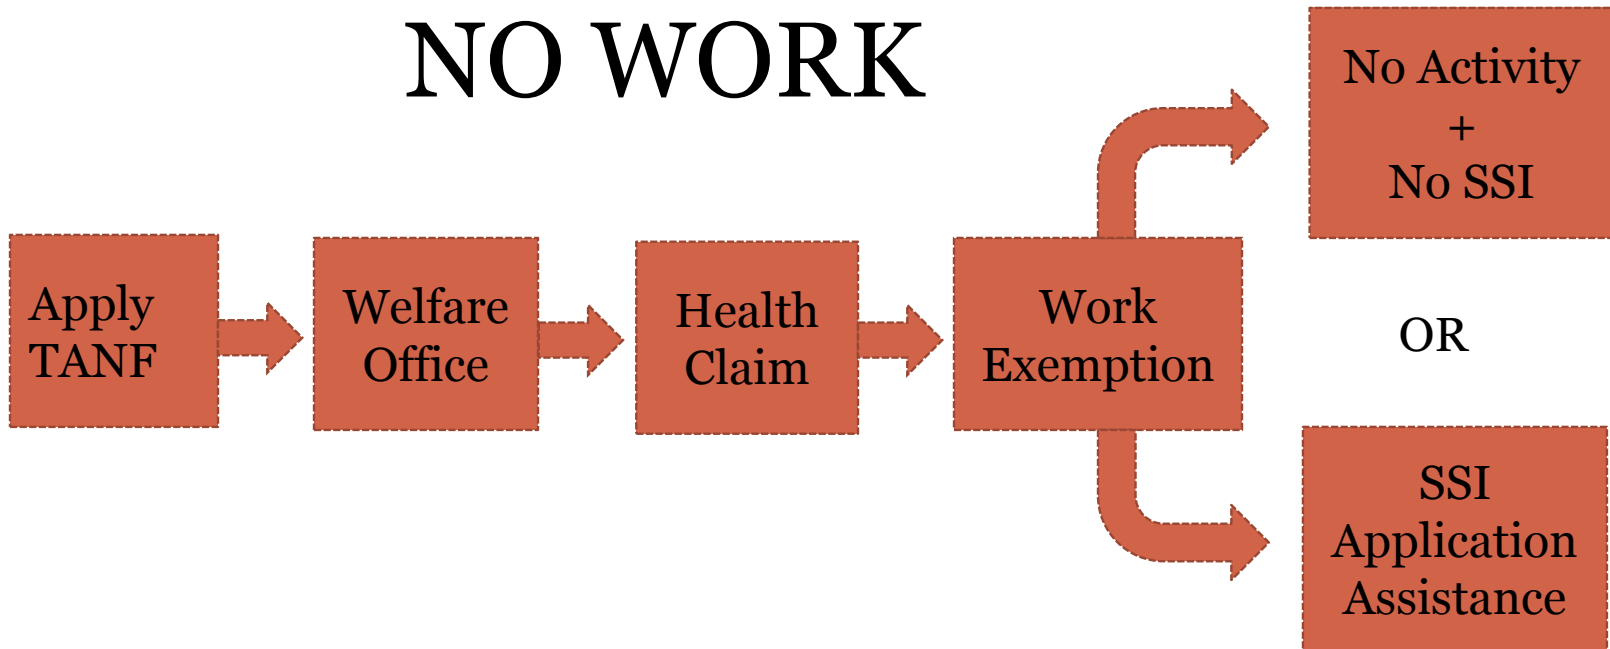 NO WORK
Apply
TANF
Welfare
Office
Health
Claim
Work
Exemption
No Activity
+
No SSI
OR
SSI
Application
Assistance